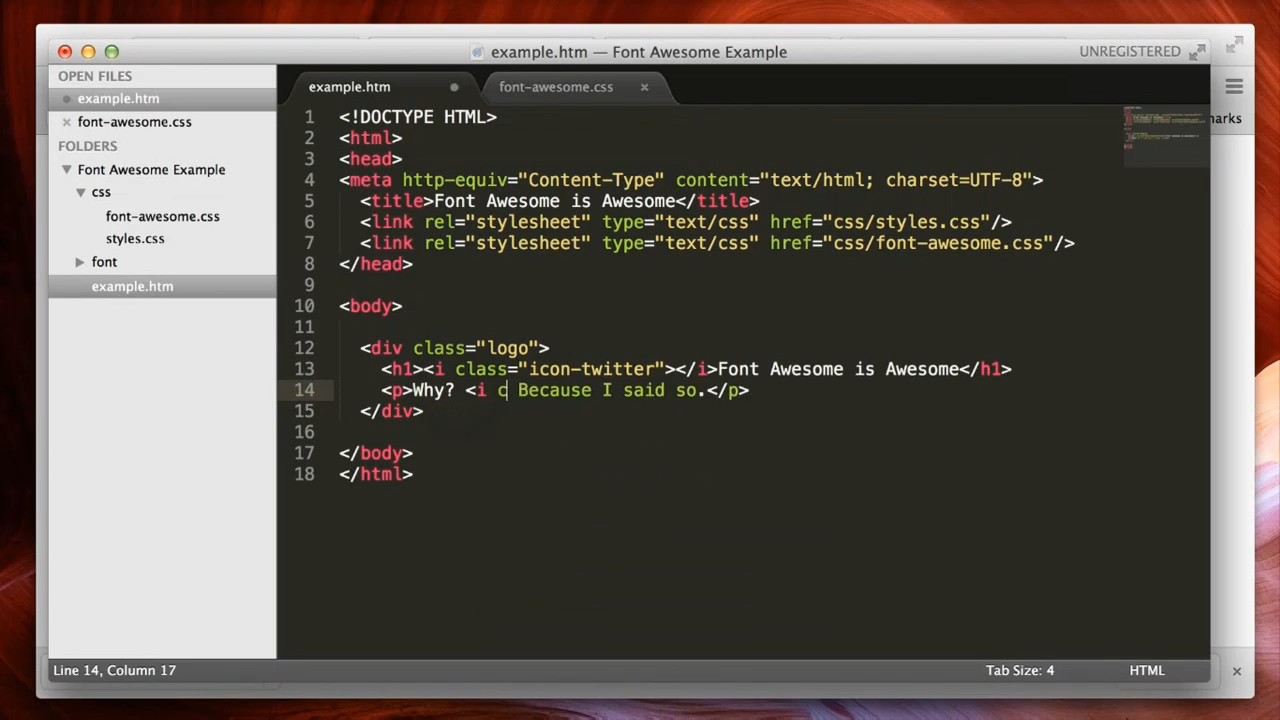 example.htm — Font Awesome Example
UNREGISTERED
OPEN FILES
example.htm
font-awesome.css
FOLDERS
Font Awesome Example
css
font-awesome.css
styles.css
font
example.htm
example.htm
font-awesome.css
arks
1 <!DOCTYPE HTML>
2 <html>
3 <head>
4 <meta http-equiv="Content-Type" content="text/html; charset=UTF-8">
5 <title>Font Awesome is Awesome</title>
6 <link rel="stylesheet" type="text/css" href="css/styles.css"/>
7 <link rel="stylesheet" type="text/css" href="css/font-awesome.css"/>
8 </head>
9
10 <body>
11
12 <div class="logo">
13 <h1><i class="icon-twitter"></i>Font Awesome is Awesome</h1>
14 <p>Why? <i c Because I said so.</p>
15 </div>
16
17 </body>
18 </html>
Line 14, Column 17
Tab Size: 4
HTML